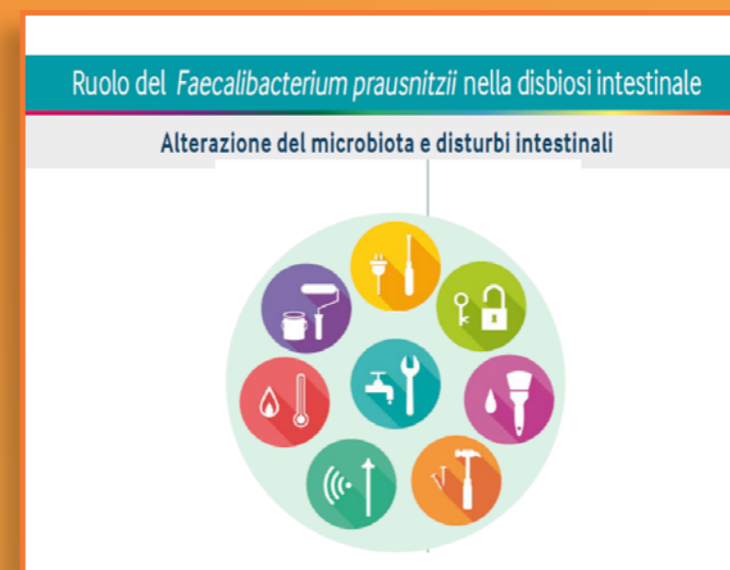 Ruolo del Faecalibacterium prausnitzii nella disbiosi intestinale
Alterazione del microbiota e disturbi intestinali